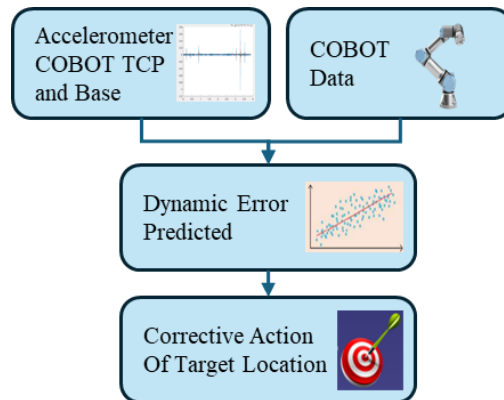 Accelerometer
COBOT TCP
and Base
COBOT
Data
Dynamic Error
Predicted
Corrective Action
Of Target Location